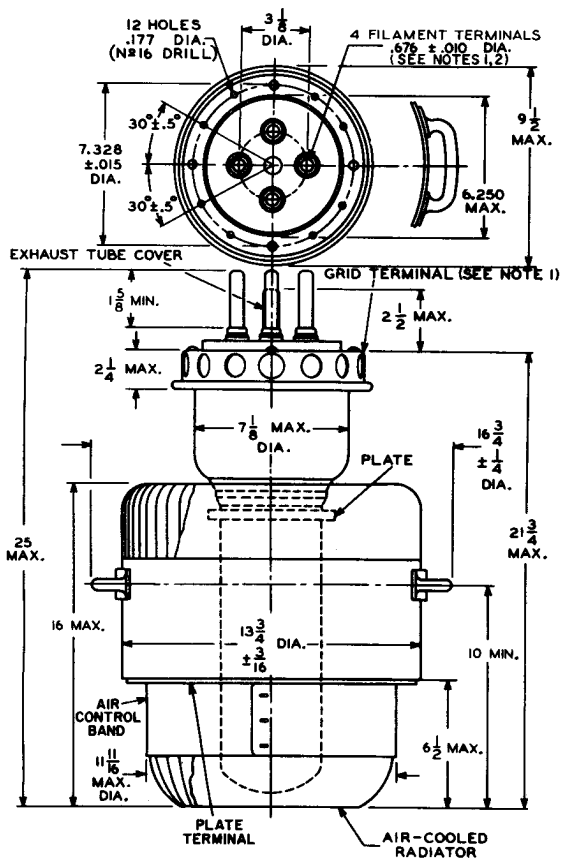 12 HOLES
.177 DIA.
(Nº16 DRILL)
3 1/8
DIA.
4 FILAMENT TERMINALS
.676 ± .010 DIA.
(SEE NOTES 1,2)
30°±.5°
7.328
±.015
DIA.
30°±.5°
9 1/2
MAX.
6.250
MAX.
EXHAUST TUBE COVER
GRID TERMINAL (SEE NOTE 1)
1 5/8 MIN.
2 1/2 MAX.
2 1/4 MAX.
7 1/8 MAX.
DIA.
16 3/4
± 1/4
DIA.
PLATE
25
MAX.
21 3/4
MAX.
16 MAX.
13 3/4 DIA.
± 3/16
10 MIN.
AIR
CONTROL
BAND
6 1/2 MAX.
11 11/16
MAX.
DIA.
PLATE
TERMINAL
AIR-COOLED
RADIATOR